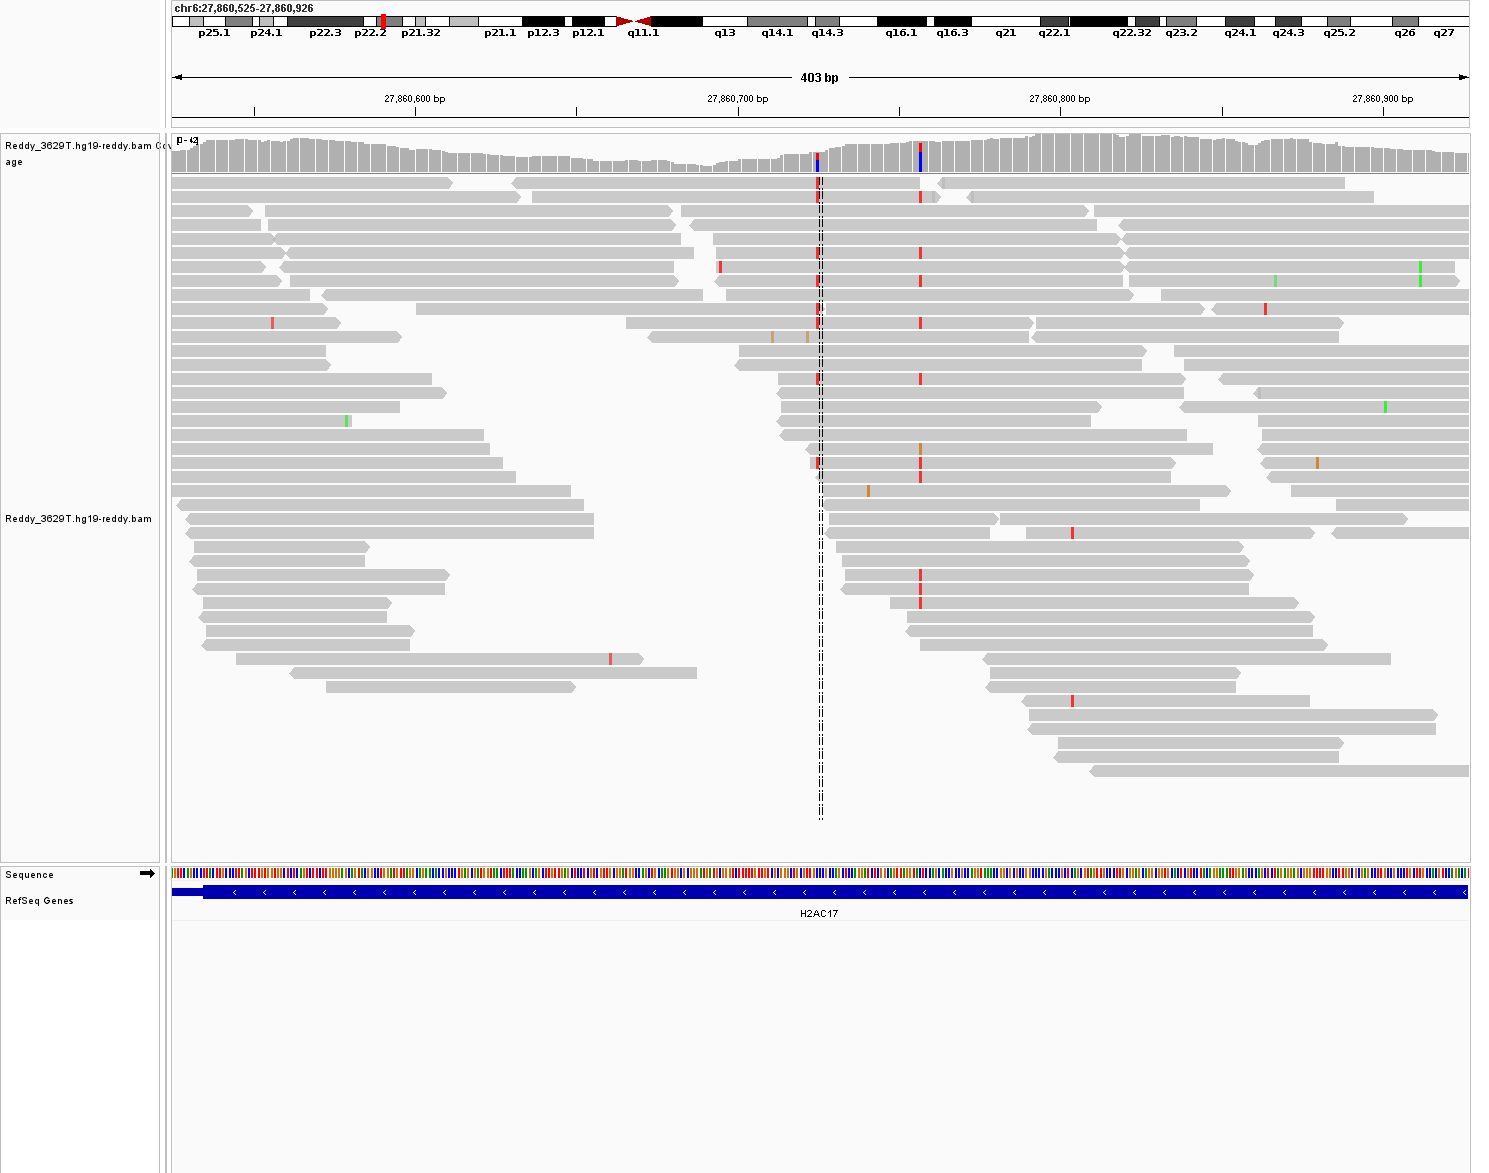 chr6:27,860,525-27,860,926
p25.1 p24.1 p22.3 p22.2 p21.32 p21.1 p12.3 p12.1 q11.1 q13 q14.1 q14.3 q16.1 q16.3 q21 q22.1 q22.32 q23.2 q24.1 q24.3 q25.2 q26 q27
403 bp
27,860,600 bp 27,860,700 bp 27,860,800 bp 27,860,900 bp
[0 - 42]
Reddy_3629T.hg19-reddy.bam Cov
age
Reddy_3629T.hg19-reddy.bam
Sequence
RefSeq Genes
H2AC17